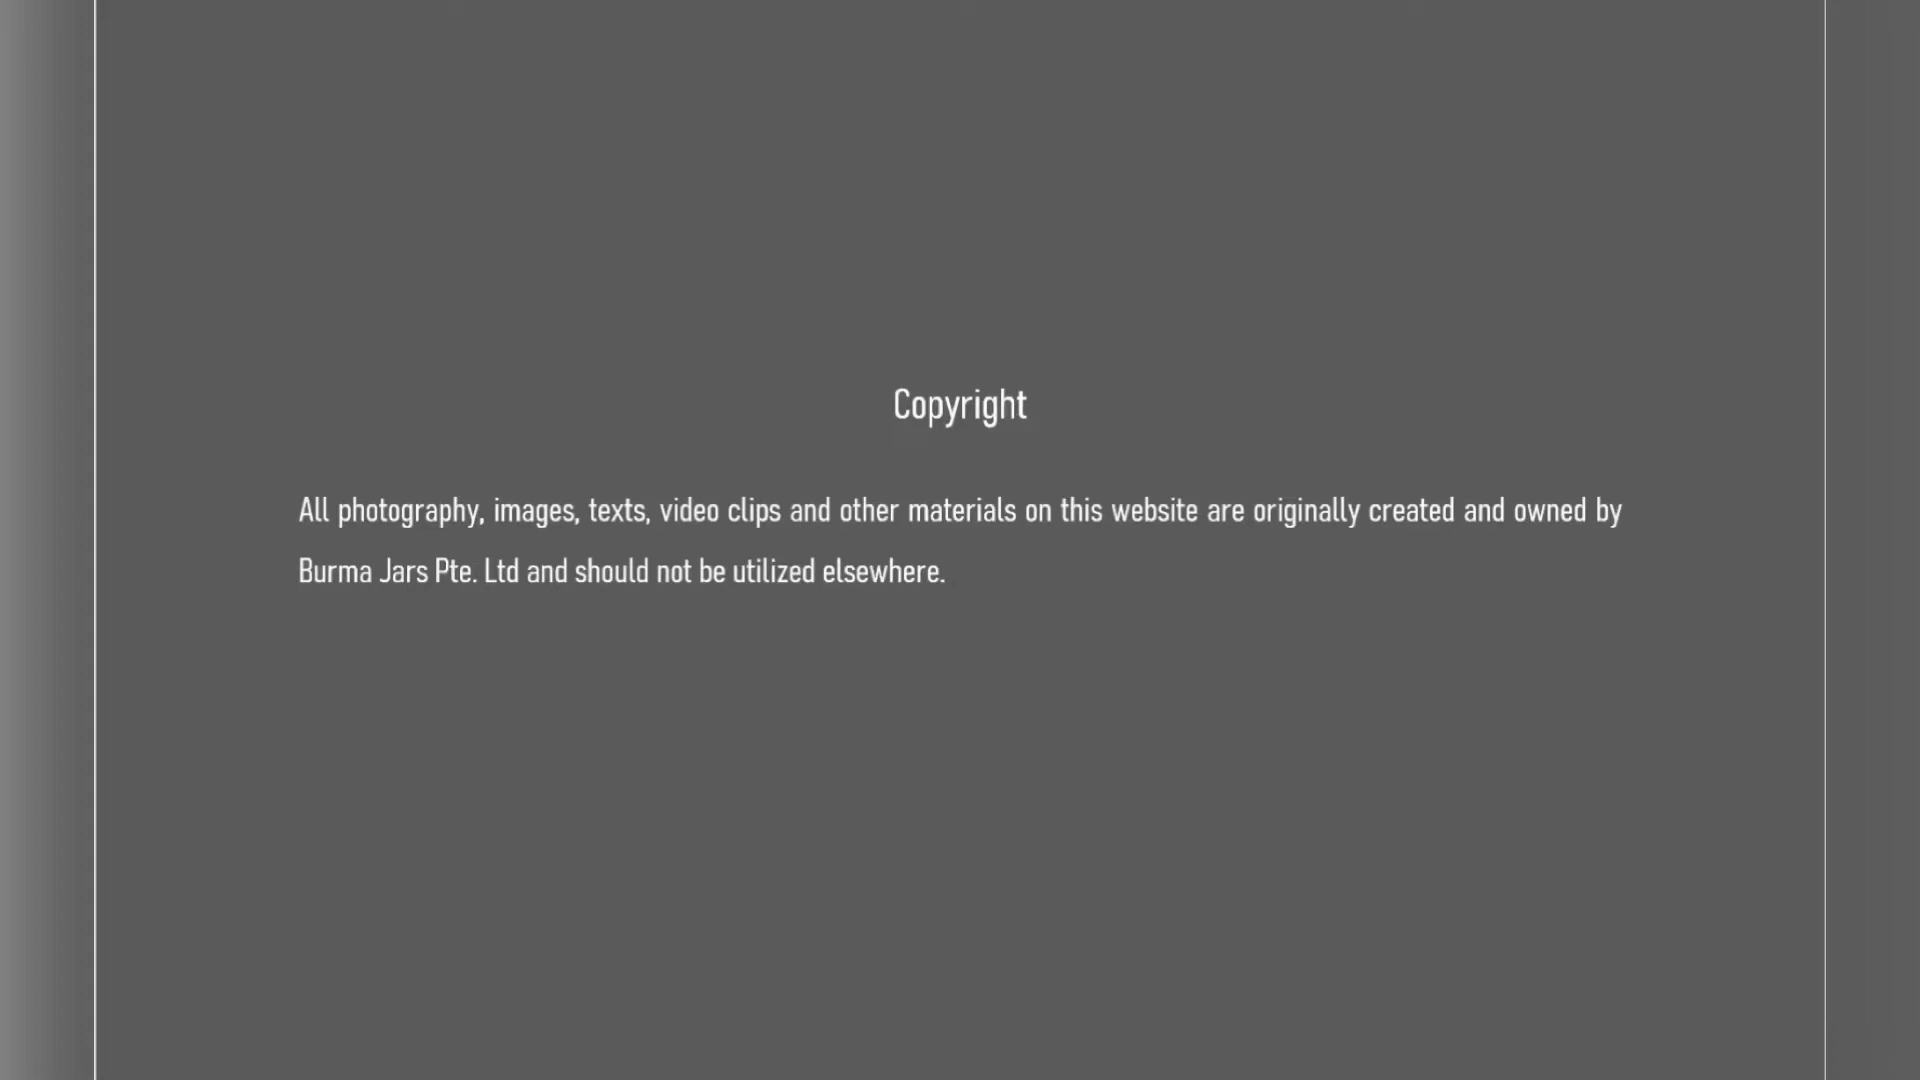 Copyright
All photography, images, texts, video clips and other materials on this website are originally created and owned by
Burma Jars Pte. Ltd and should not be utilized elsewhere.